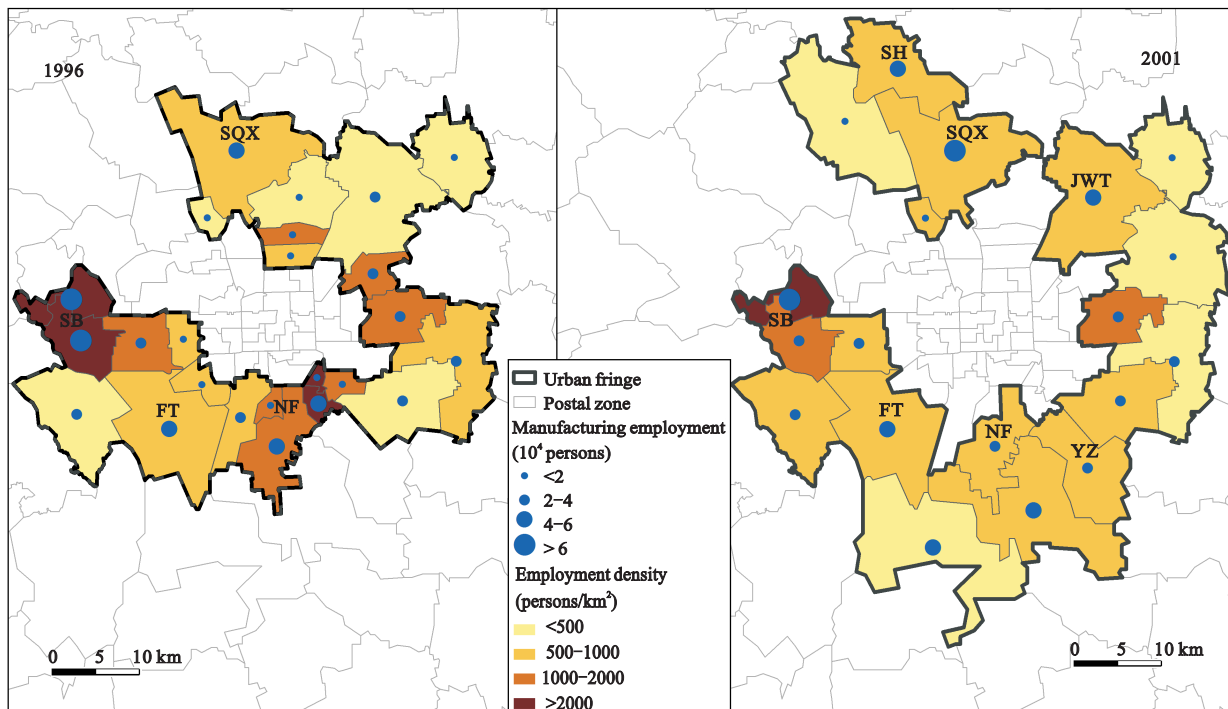 1996
SQX
SB
FT
NF
0 5 10 km
2001
SH
SQX
JWT
SB
FT
NF
YZ
0 5 10 km
Urban fringe
Postal zone
Manufacturing employment
(10⁴ persons)
<2
2−4
4−6
>6
Employment density
(persons/km²)
<500
500−1000
1000−2000
>2000